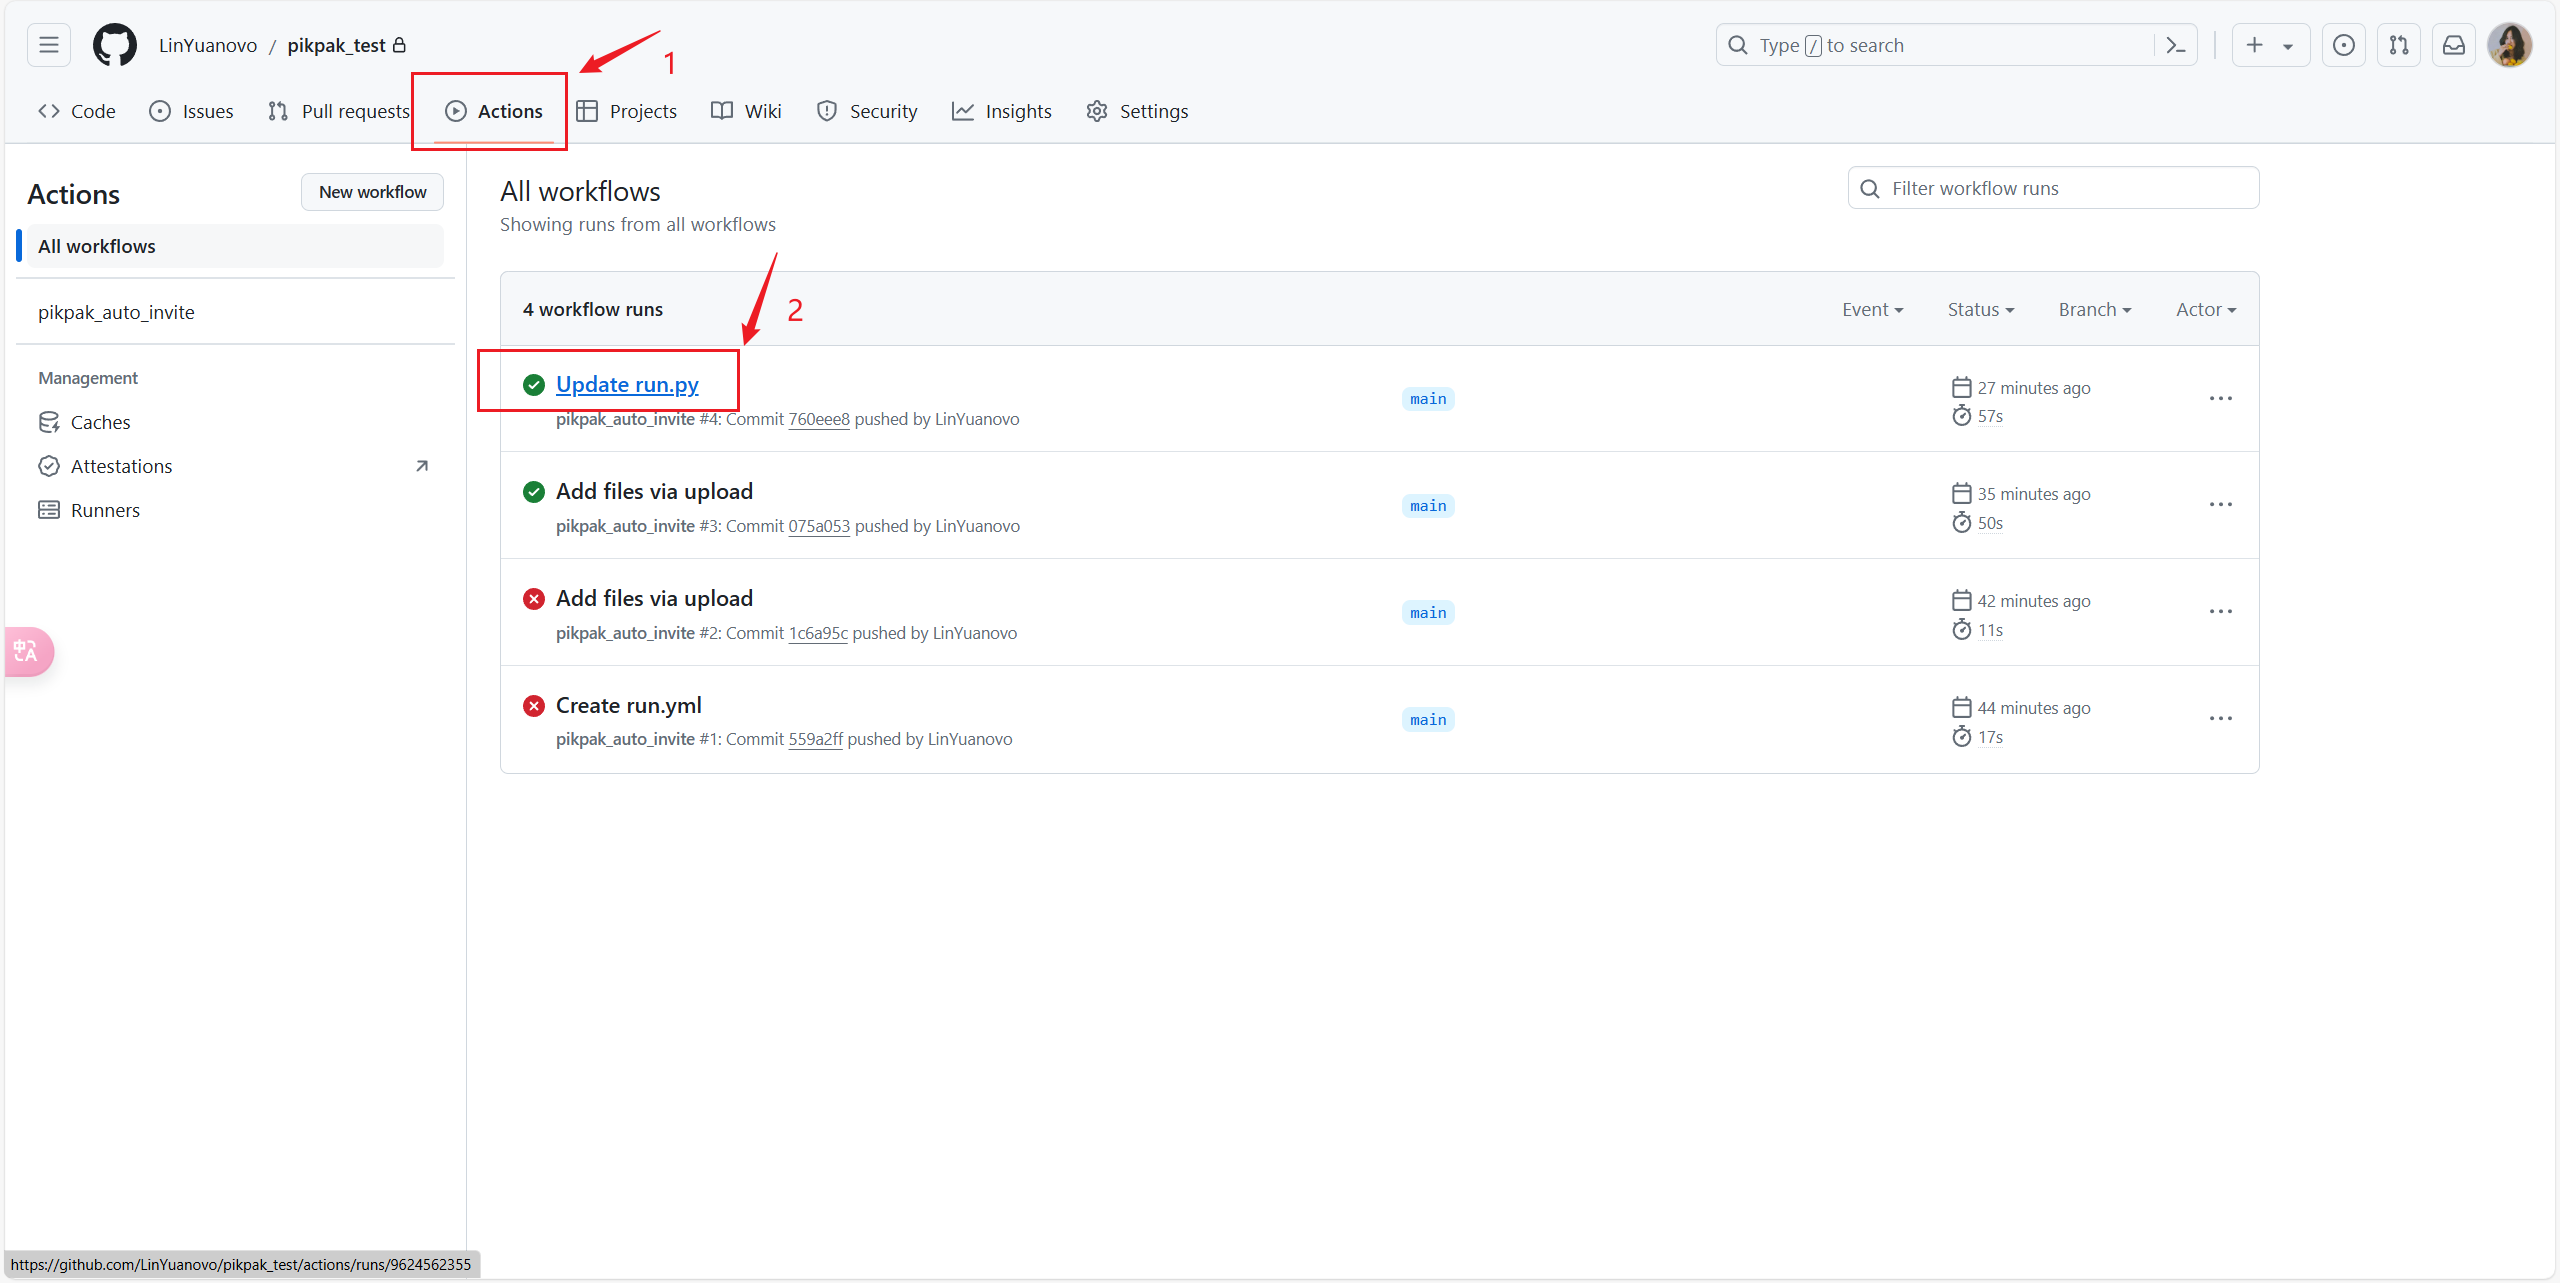 LinYuanovo / pikpak_test
Type / to search
1
Code Issues Pull requests Actions Projects Wiki Security Insights Settings
Actions
New workflow
All workflows
pikpak_auto_invite
Management
Caches
Attestations
Runners
All workflows
Showing runs from all workflows
Filter workflow runs
2
4 workflow runs
Event Status Branch Actor
Update run.py
pikpak_auto_invite #4: Commit 760eee8 pushed by LinYuanovo
main
27 minutes ago
57s
Add files via upload
pikpak_auto_invite #3: Commit 075a053 pushed by LinYuanovo
main
35 minutes ago
50s
Add files via upload
pikpak_auto_invite #2: Commit 1c6a95c pushed by LinYuanovo
main
42 minutes ago
11s
Create run.yml
pikpak_auto_invite #1: Commit 559a2ff pushed by LinYuanovo
main
44 minutes ago
17s
中A
https://github.com/LinYuanovo/pikpak_test/actions/runs/9624562355